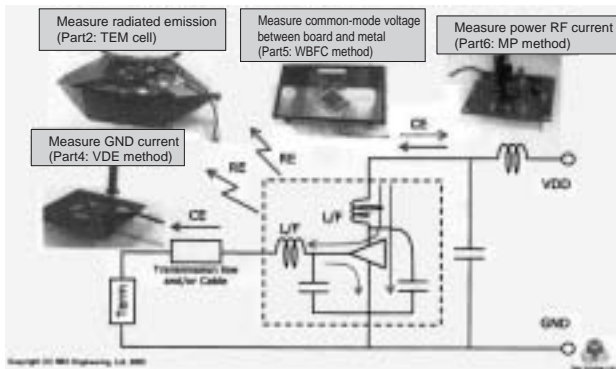 Measure radiated emission
(Part2: TEM cell)
Measure common-mode voltage
between board and metal
(Part5: WBFC method)
Measure power RF current
(Part6: MP method)
Measure GND current
(Part4: VDE method)
CE
RE
RE
VDD
CE
L/F
L/F
Transmission line
and/or Cable
Term
GND